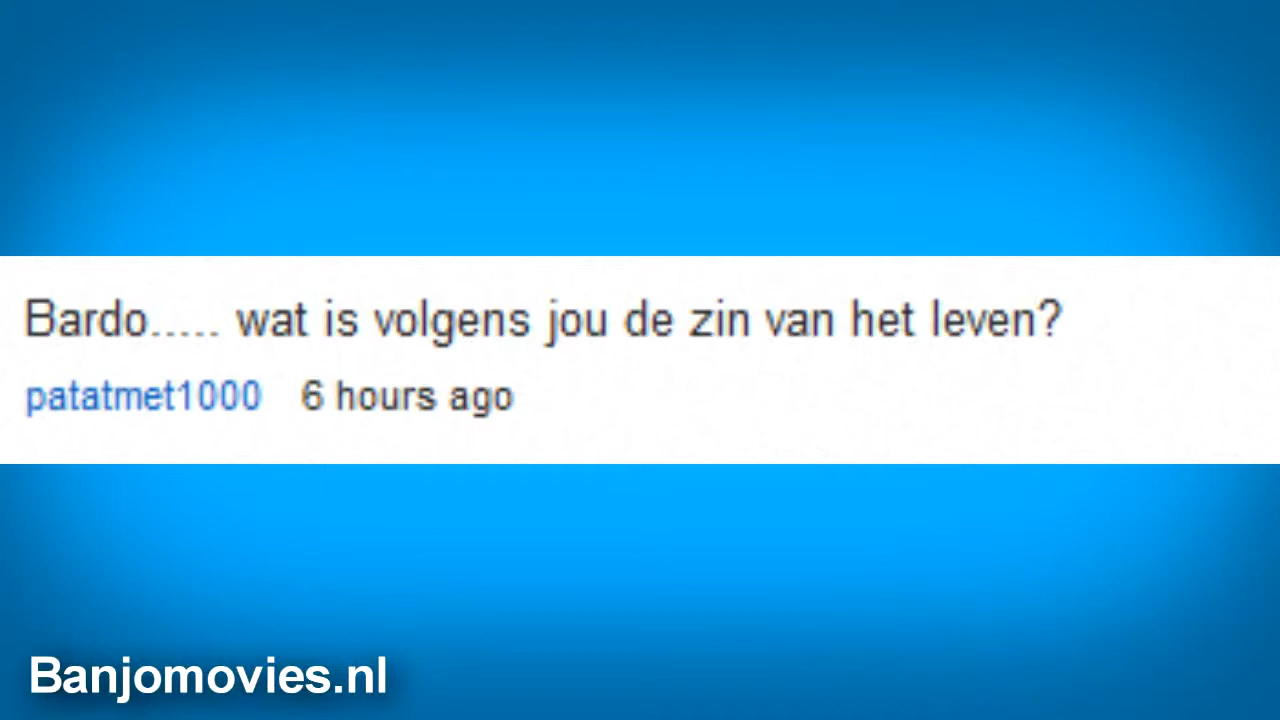 Bardo..... wat is volgens jou de zin van het leven?
patatmet1000 6 hours ago
Banjomovies.nl